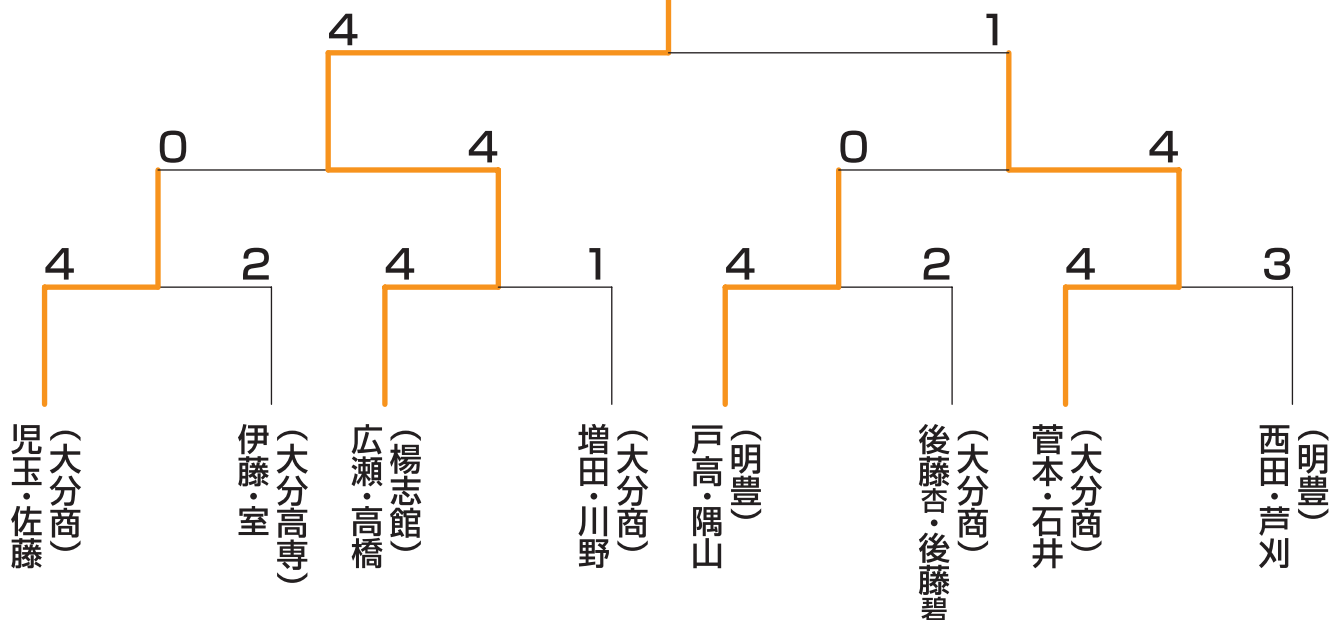 4 1
0 4 0 4
4 2 4 1 4 2 4 3
児玉・佐藤
(大分商)
伊藤・室
(大分高専)
広瀬・高橋
(楊志館)
増田・川野
(大分商)
戸高・隅山
(明豊)
後藤杏・後藤碧
(大分商)
菅本・石井
(大分商)
西田・芦刈
(明豊)